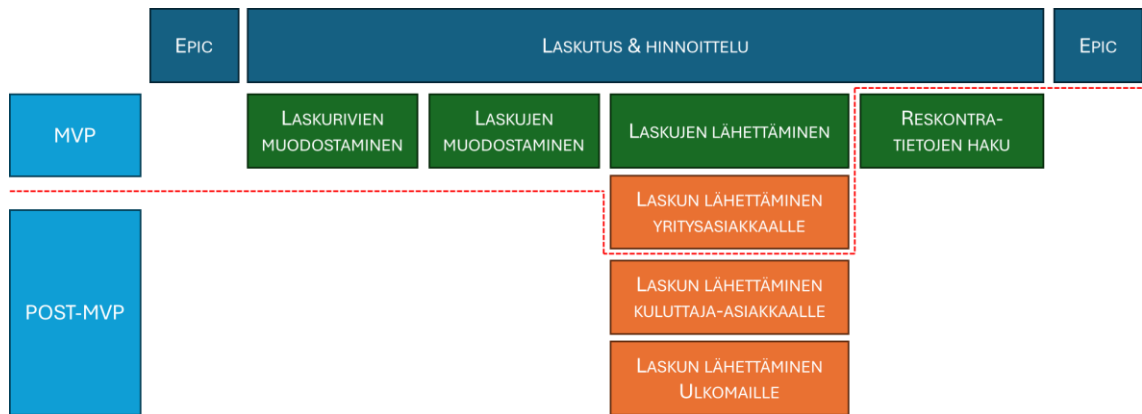 Epic
Laskutus & hinnoittelu
Epic
MVP
Laskurivien
muodostaminen
Laskujen
muodostaminen
Laskujen lähettäminen
Reskontra-
tietojen haku
Laskun lähettäminen
yritysasiakkaalle
POST-MVP
Laskun lähettäminen
kuluttaja-asiakkaalle
Laskun lähettäminen
Ulkomaille